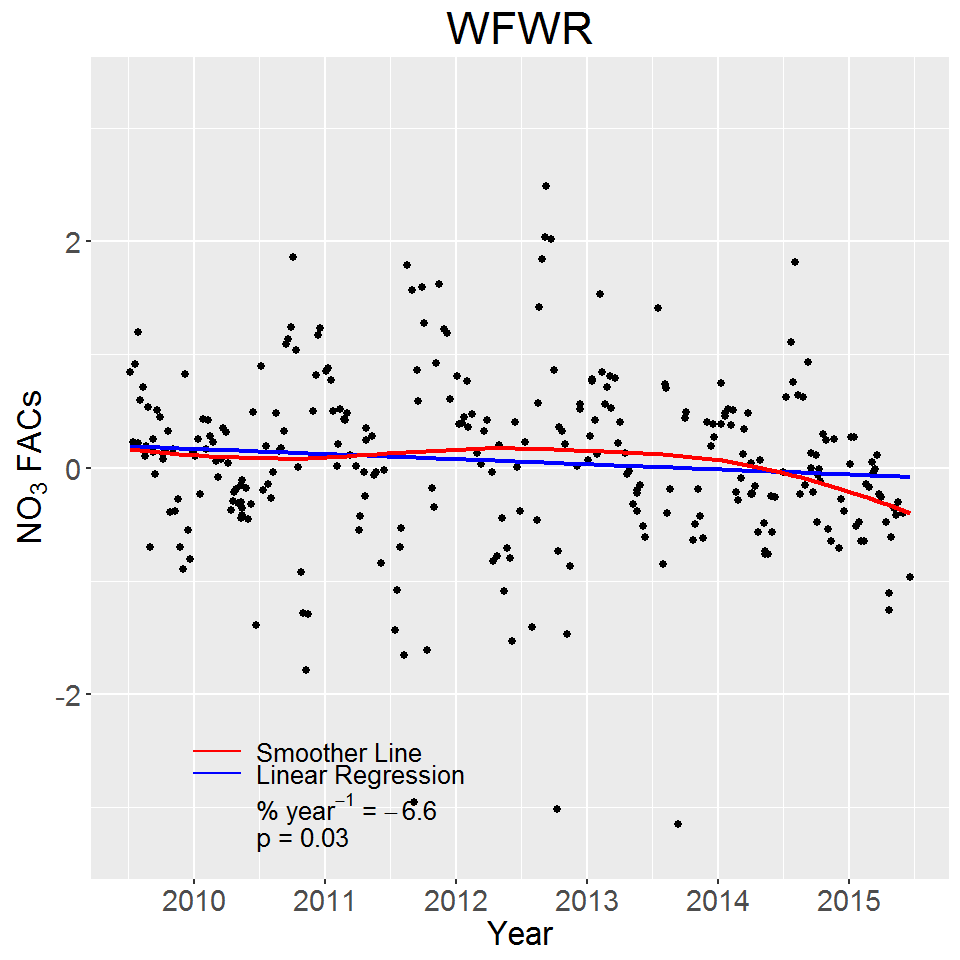 WFWR
NO₃ FACs
2
0
-2
Smoother Line
Linear Regression
% year⁻¹ = −6.6
p = 0.03
2010 2011 2012 2013 2014 2015
Year